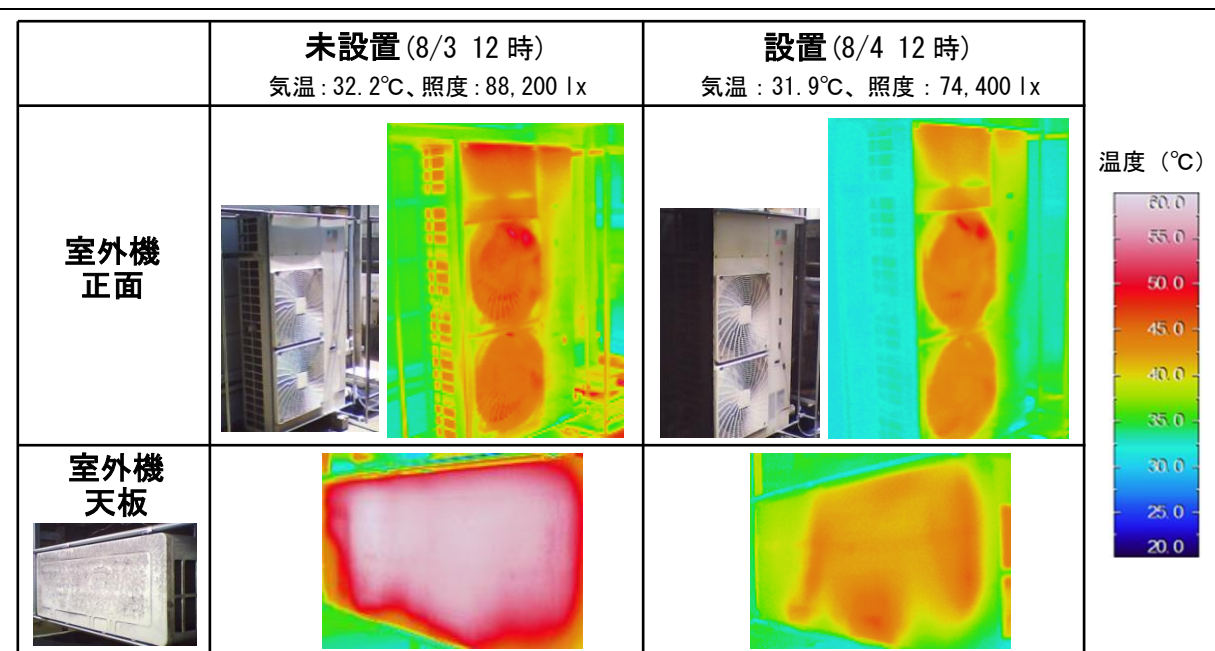 未設置(8/3 12時)
気温:32.2℃、照度:88,200 lx
設置(8/4 12時)
気温：31.9℃、照度：74,400 lx
室外機
正面
室外機
天板
温度（℃）
60.0
55.0
50.0
45.0
40.0
35.0
30.0
25.0
20.0